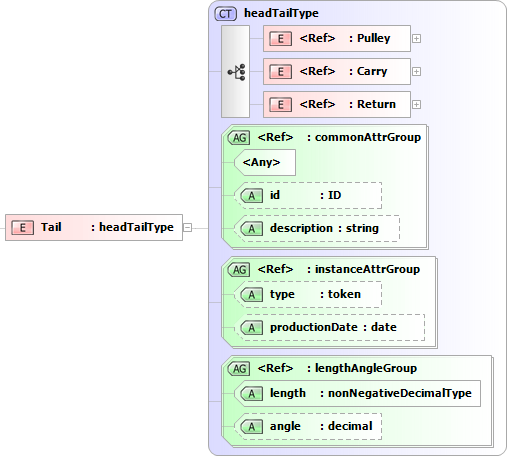 CT headTailType
E <Ref> : Pulley
E <Ref> : Carry
E <Ref> : Return
AG <Ref> : commonAttrGroup
<Any>
A id : ID
A description : string
E Tail : headTailType
AG <Ref> : instanceAttrGroup
A type : token
A productionDate : date
AG <Ref> : lengthAngleGroup
A length : nonNegativeDecimalType
A angle : decimal